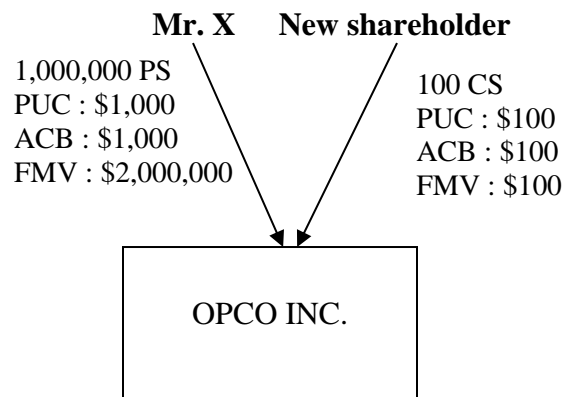 Mr. X New shareholder
1,000,000 PS
PUC : $1,000
ACB : $1,000
FMV : $2,000,000
100 CS
PUC : $100
ACB : $100
FMV : $100
OPCO INC.